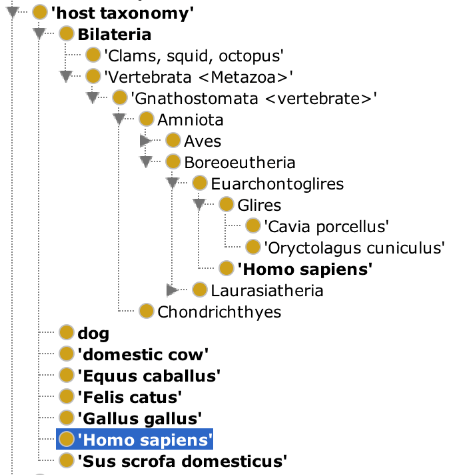 'host taxonomy'
Bilateria
'Clams, squid, octopus'
'Vertebrata <Metazoa>'
'Gnathostomata <vertebrate>'
Amniota
Aves
Boreoeutheria
Euarchontoglires
Glires
'Cavia porcellus'
'Oryctolagus cuniculus'
'Homo sapiens'
Laurasiatheria
Chondrichthyes
dog
'domestic cow'
'Equus caballus'
'Felis catus'
'Gallus gallus'
'Homo sapiens'
'Sus scrofa domesticus'